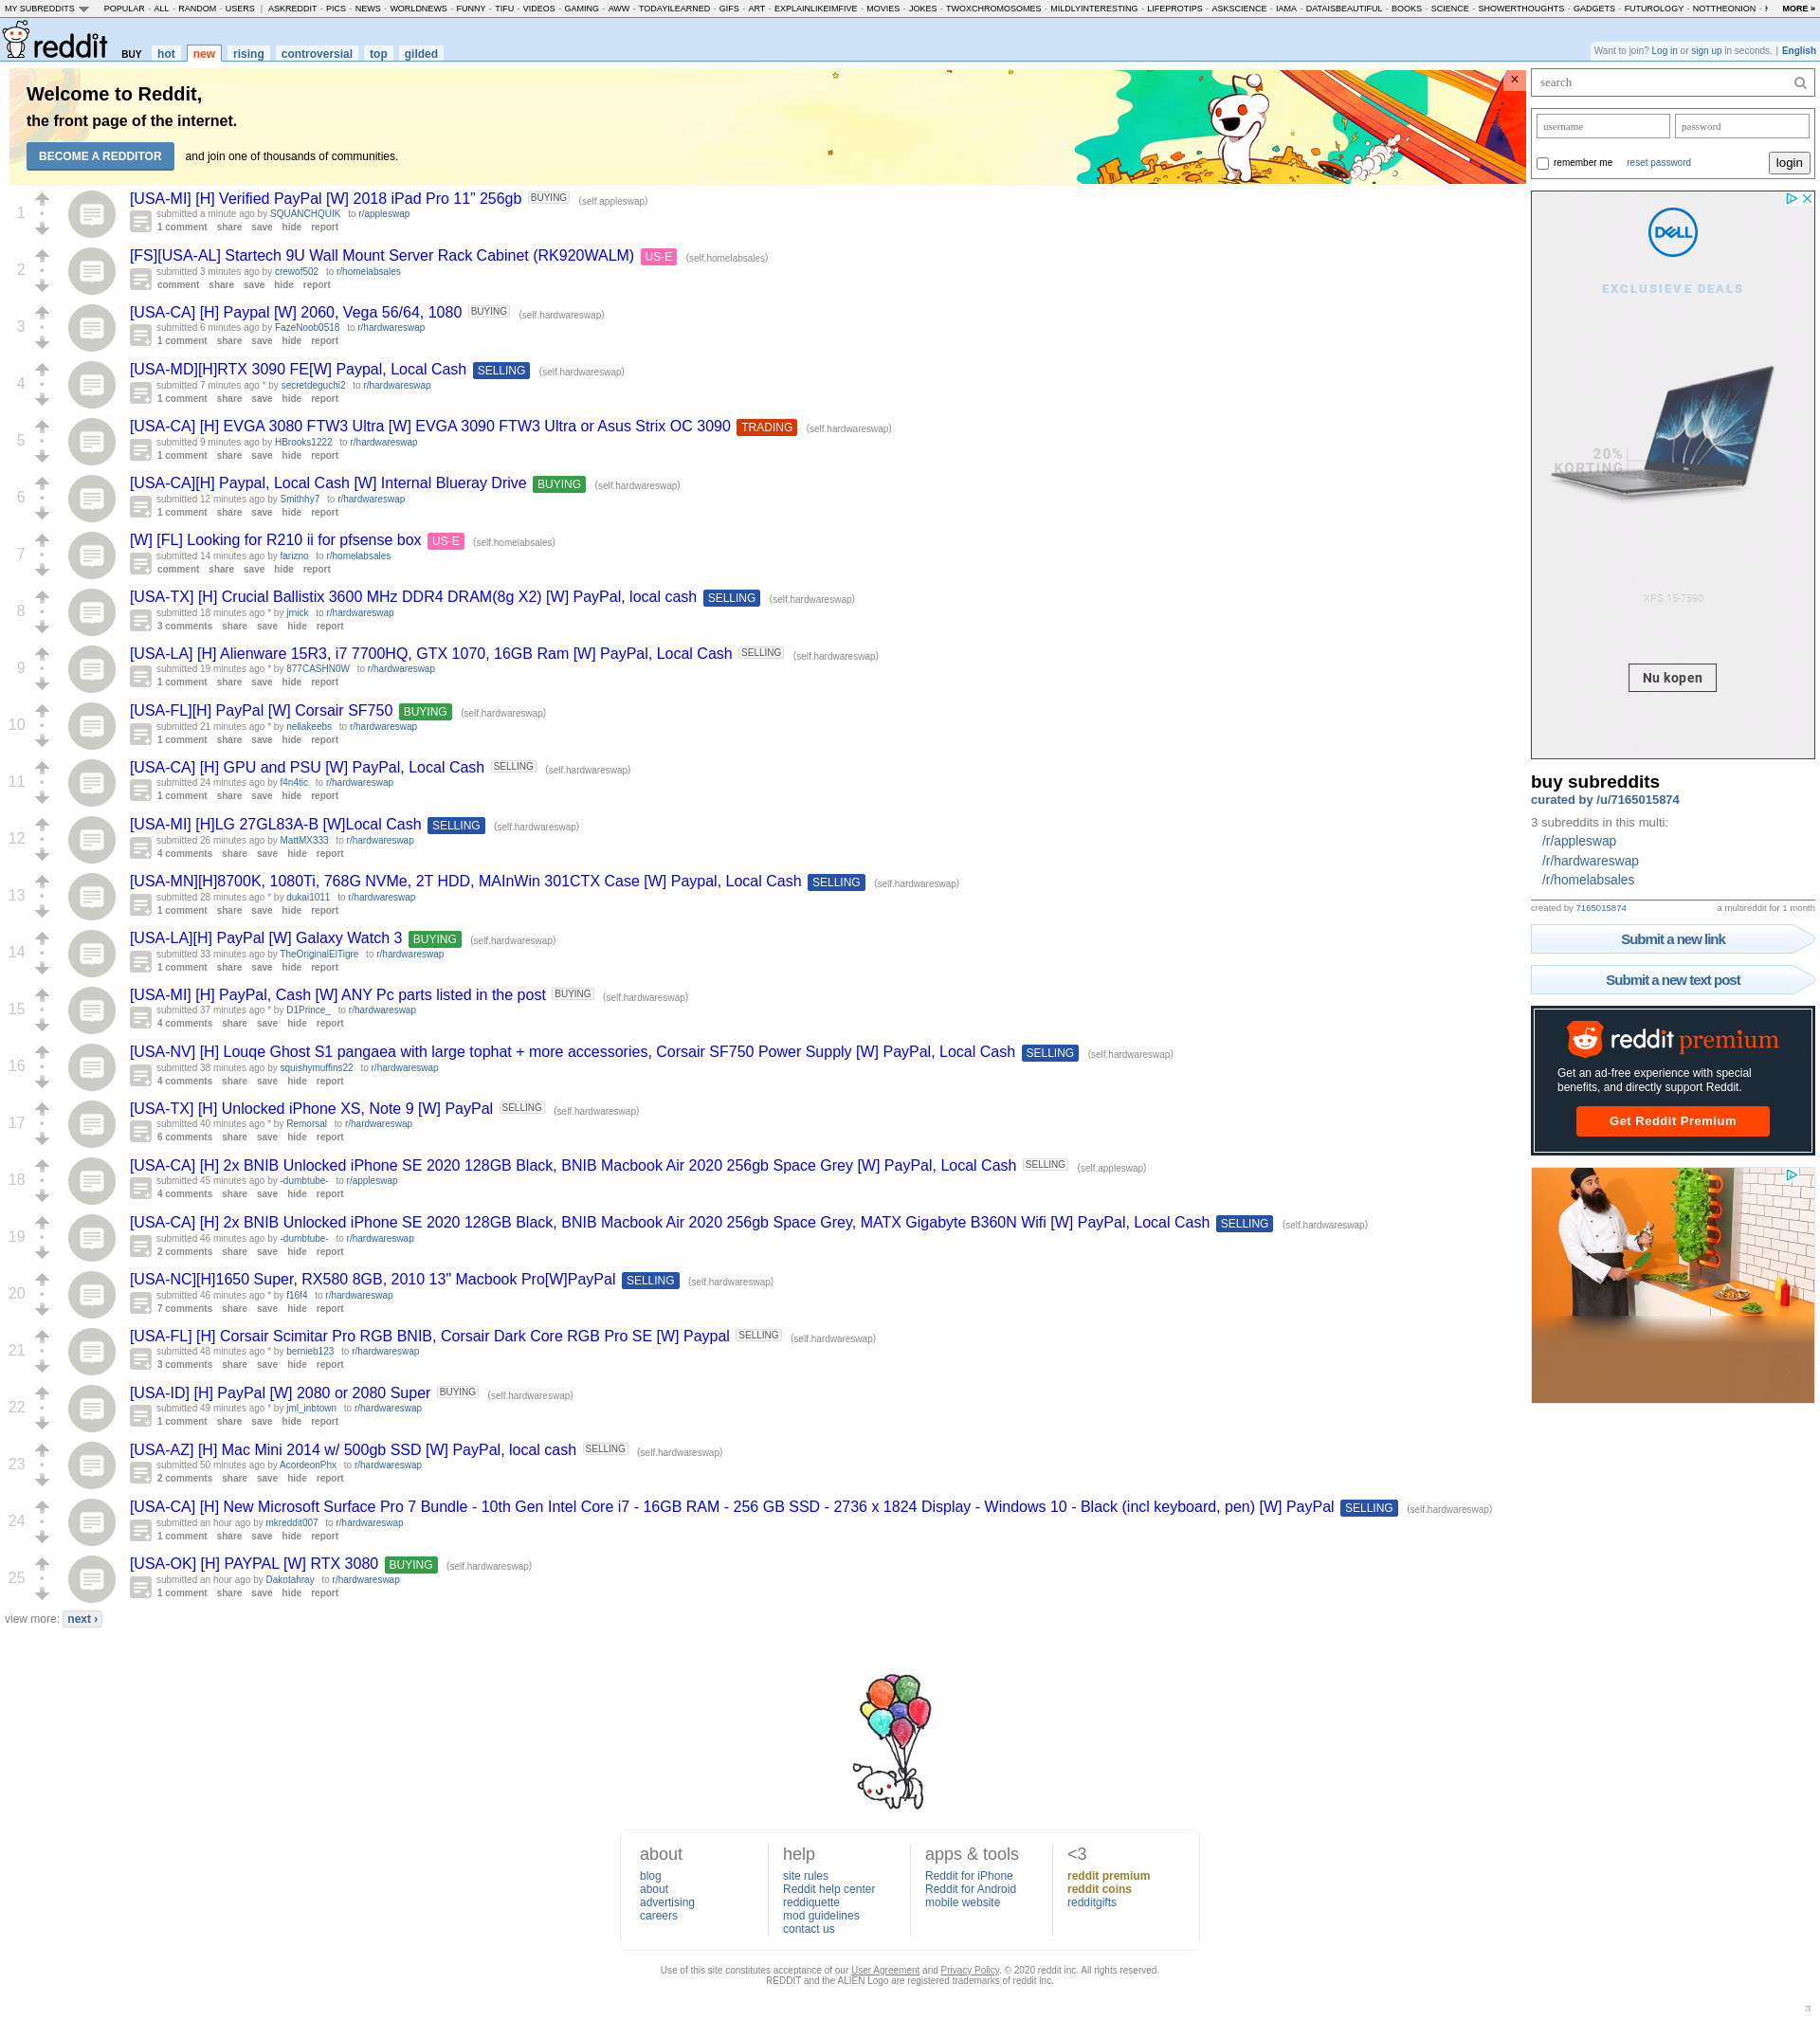 MY SUBREDDITS POPULAR - ALL - RANDOM - USERS | ASKREDDIT - PICS - NEWS - WORLDNEWS - FUNNY - TIFU - VIDEOS - GAMING - AWW - TODAYILEARNED - GIFS - ART - EXPLAINLIKEIMFIVE - MOVIES - JOKES - TWOXCHROMOSOMES - MILDLYINTERESTING - LIFEPROTIPS - ASKSCIENCE - IAMA - DATAISBEAUTIFUL - BOOKS - SCIENCE - SHOWERTHOUGHTS - GADGETS - FUTUROLOGY - NOTTHEONION - MORE »
reddit BUY hot new rising controversial top gilded
Want to join? Log in or sign up in seconds. | English
Welcome to Reddit,
the front page of the internet.
BECOME A REDDITOR and join one of thousands of communities.
×
1
[USA-MI] [H] Verified PayPal [W] 2018 iPad Pro 11” 256gb BUYING (self.appleswap)
submitted a minute ago by SQUANCHQUIK to r/appleswap
1 comment share save hide report
2
[FS][USA-AL] Startech 9U Wall Mount Server Rack Cabinet (RK920WALM) US-E (self.homelabsales)
submitted 3 minutes ago by crewof502 to r/homelabsales
comment share save hide report
3
[USA-CA] [H] Paypal [W] 2060, Vega 56/64, 1080 BUYING (self.hardwareswap)
submitted 6 minutes ago by FazeNoob0518 to r/hardwareswap
1 comment share save hide report
4
[USA-MD][H]RTX 3090 FE[W] Paypal, Local Cash SELLING (self.hardwareswap)
submitted 7 minutes ago * by secretdeguchi2 to r/hardwareswap
1 comment share save hide report
5
[USA-CA] [H] EVGA 3080 FTW3 Ultra [W] EVGA 3090 FTW3 Ultra or Asus Strix OC 3090 TRADING (self.hardwareswap)
submitted 9 minutes ago by HBrooks1222 to r/hardwareswap
1 comment share save hide report
6
[USA-CA][H] Paypal, Local Cash [W] Internal Blueray Drive BUYING (self.hardwareswap)
submitted 12 minutes ago by Smithhy7 to r/hardwareswap
1 comment share save hide report
7
[W] [FL] Looking for R210 ii for pfsense box US-E (self.homelabsales)
submitted 14 minutes ago by farizno to r/homelabsales
comment share save hide report
8
[USA-TX] [H] Crucial Ballistix 3600 MHz DDR4 DRAM(8g X2) [W] PayPal, local cash SELLING (self.hardwareswap)
submitted 18 minutes ago * by jrnick to r/hardwareswap
3 comments share save hide report
9
[USA-LA] [H] Alienware 15R3, i7 7700HQ, GTX 1070, 16GB Ram [W] PayPal, Local Cash SELLING (self.hardwareswap)
submitted 19 minutes ago * by 877CASHN0W to r/hardwareswap
1 comment share save hide report
10
[USA-FL][H] PayPal [W] Corsair SF750 BUYING (self.hardwareswap)
submitted 21 minutes ago * by nellakeebs to r/hardwareswap
1 comment share save hide report
11
[USA-CA] [H] GPU and PSU [W] PayPal, Local Cash SELLING (self.hardwareswap)
submitted 24 minutes ago by f4n4tic to r/hardwareswap
1 comment share save hide report
12
[USA-MI] [H]LG 27GL83A-B [W]Local Cash SELLING (self.hardwareswap)
submitted 26 minutes ago by MattMX333 to r/hardwareswap
4 comments share save hide report
13
[USA-MN][H]8700K, 1080Ti, 768G NVMe, 2T HDD, MAInWin 301CTX Case [W] Paypal, Local Cash SELLING (self.hardwareswap)
submitted 28 minutes ago * by dukai1011 to r/hardwareswap
1 comment share save hide report
14
[USA-LA][H] PayPal [W] Galaxy Watch 3 BUYING (self.hardwareswap)
submitted 33 minutes ago by TheOriginalElTigre to r/hardwareswap
1 comment share save hide report
15
[USA-MI] [H] PayPal, Cash [W] ANY Pc parts listed in the post BUYING (self.hardwareswap)
submitted 37 minutes ago * by D1Prince_ to r/hardwareswap
4 comments share save hide report
16
[USA-NV] [H] Louqe Ghost S1 pangaea with large tophat + more accessories, Corsair SF750 Power Supply [W] PayPal, Local Cash SELLING (self.hardwareswap)
submitted 38 minutes ago by squishymuffins22 to r/hardwareswap
4 comments share save hide report
17
[USA-TX] [H] Unlocked iPhone XS, Note 9 [W] PayPal SELLING (self.hardwareswap)
submitted 40 minutes ago * by Remorsal to r/hardwareswap
6 comments share save hide report
18
[USA-CA] [H] 2x BNIB Unlocked iPhone SE 2020 128GB Black, BNIB Macbook Air 2020 256gb Space Grey [W] PayPal, Local Cash SELLING (self.appleswap)
submitted 45 minutes ago by -dumbtube- to r/appleswap
4 comments share save hide report
19
[USA-CA] [H] 2x BNIB Unlocked iPhone SE 2020 128GB Black, BNIB Macbook Air 2020 256gb Space Grey, MATX Gigabyte B360N Wifi [W] PayPal, Local Cash SELLING (self.hardwareswap)
submitted 46 minutes ago by -dumbtube- to r/hardwareswap
2 comments share save hide report
20
[USA-NC][H]1650 Super, RX580 8GB, 2010 13" Macbook Pro[W]PayPal SELLING (self.hardwareswap)
submitted 46 minutes ago * by f16f4 to r/hardwareswap
7 comments share save hide report
21
[USA-FL] [H] Corsair Scimitar Pro RGB BNIB, Corsair Dark Core RGB Pro SE [W] Paypal SELLING (self.hardwareswap)
submitted 48 minutes ago * by bernieb123 to r/hardwareswap
3 comments share save hide report
22
[USA-ID] [H] PayPal [W] 2080 or 2080 Super BUYING (self.hardwareswap)
submitted 49 minutes ago * by jml_inbtown to r/hardwareswap
1 comment share save hide report
23
[USA-AZ] [H] Mac Mini 2014 w/ 500gb SSD [W] PayPal, local cash SELLING (self.hardwareswap)
submitted 50 minutes ago by AcordeonPhx to r/hardwareswap
2 comments share save hide report
24
[USA-CA] [H] New Microsoft Surface Pro 7 Bundle - 10th Gen Intel Core i7 - 16GB RAM - 256 GB SSD - 2736 x 1824 Display - Windows 10 - Black (incl keyboard, pen) [W] PayPal SELLING (self.hardwareswap)
submitted an hour ago by mkreddit007 to r/hardwareswap
1 comment share save hide report
25
[USA-OK] [H] PAYPAL [W] RTX 3080 BUYING (self.hardwareswap)
submitted an hour ago by Dakotahray to r/hardwareswap
1 comment share save hide report
view more: next ›
search
username password
remember me reset password login
DELL
EXCLUSIEVE DEALS
20%
KORTING
XPS 15-7590
Nu kopen
buy subreddits
curated by /u/7165015874
3 subreddits in this multi:
/r/appleswap
/r/hardwareswap
/r/homelabsales
created by 7165015874 a multireddit for 1 month
Submit a new link
Submit a new text post
reddit premium
Get an ad-free experience with special
benefits, and directly support Reddit.
Get Reddit Premium
about
blog
about
advertising
careers
help
site rules
Reddit help center
reddiquette
mod guidelines
contact us
apps & tools
Reddit for iPhone
Reddit for Android
mobile website
<3
reddit premium
reddit coins
redditgifts
Use of this site constitutes acceptance of our User Agreement and Privacy Policy. © 2020 reddit inc. All rights reserved.
REDDIT and the ALIEN Logo are registered trademarks of reddit inc.
π